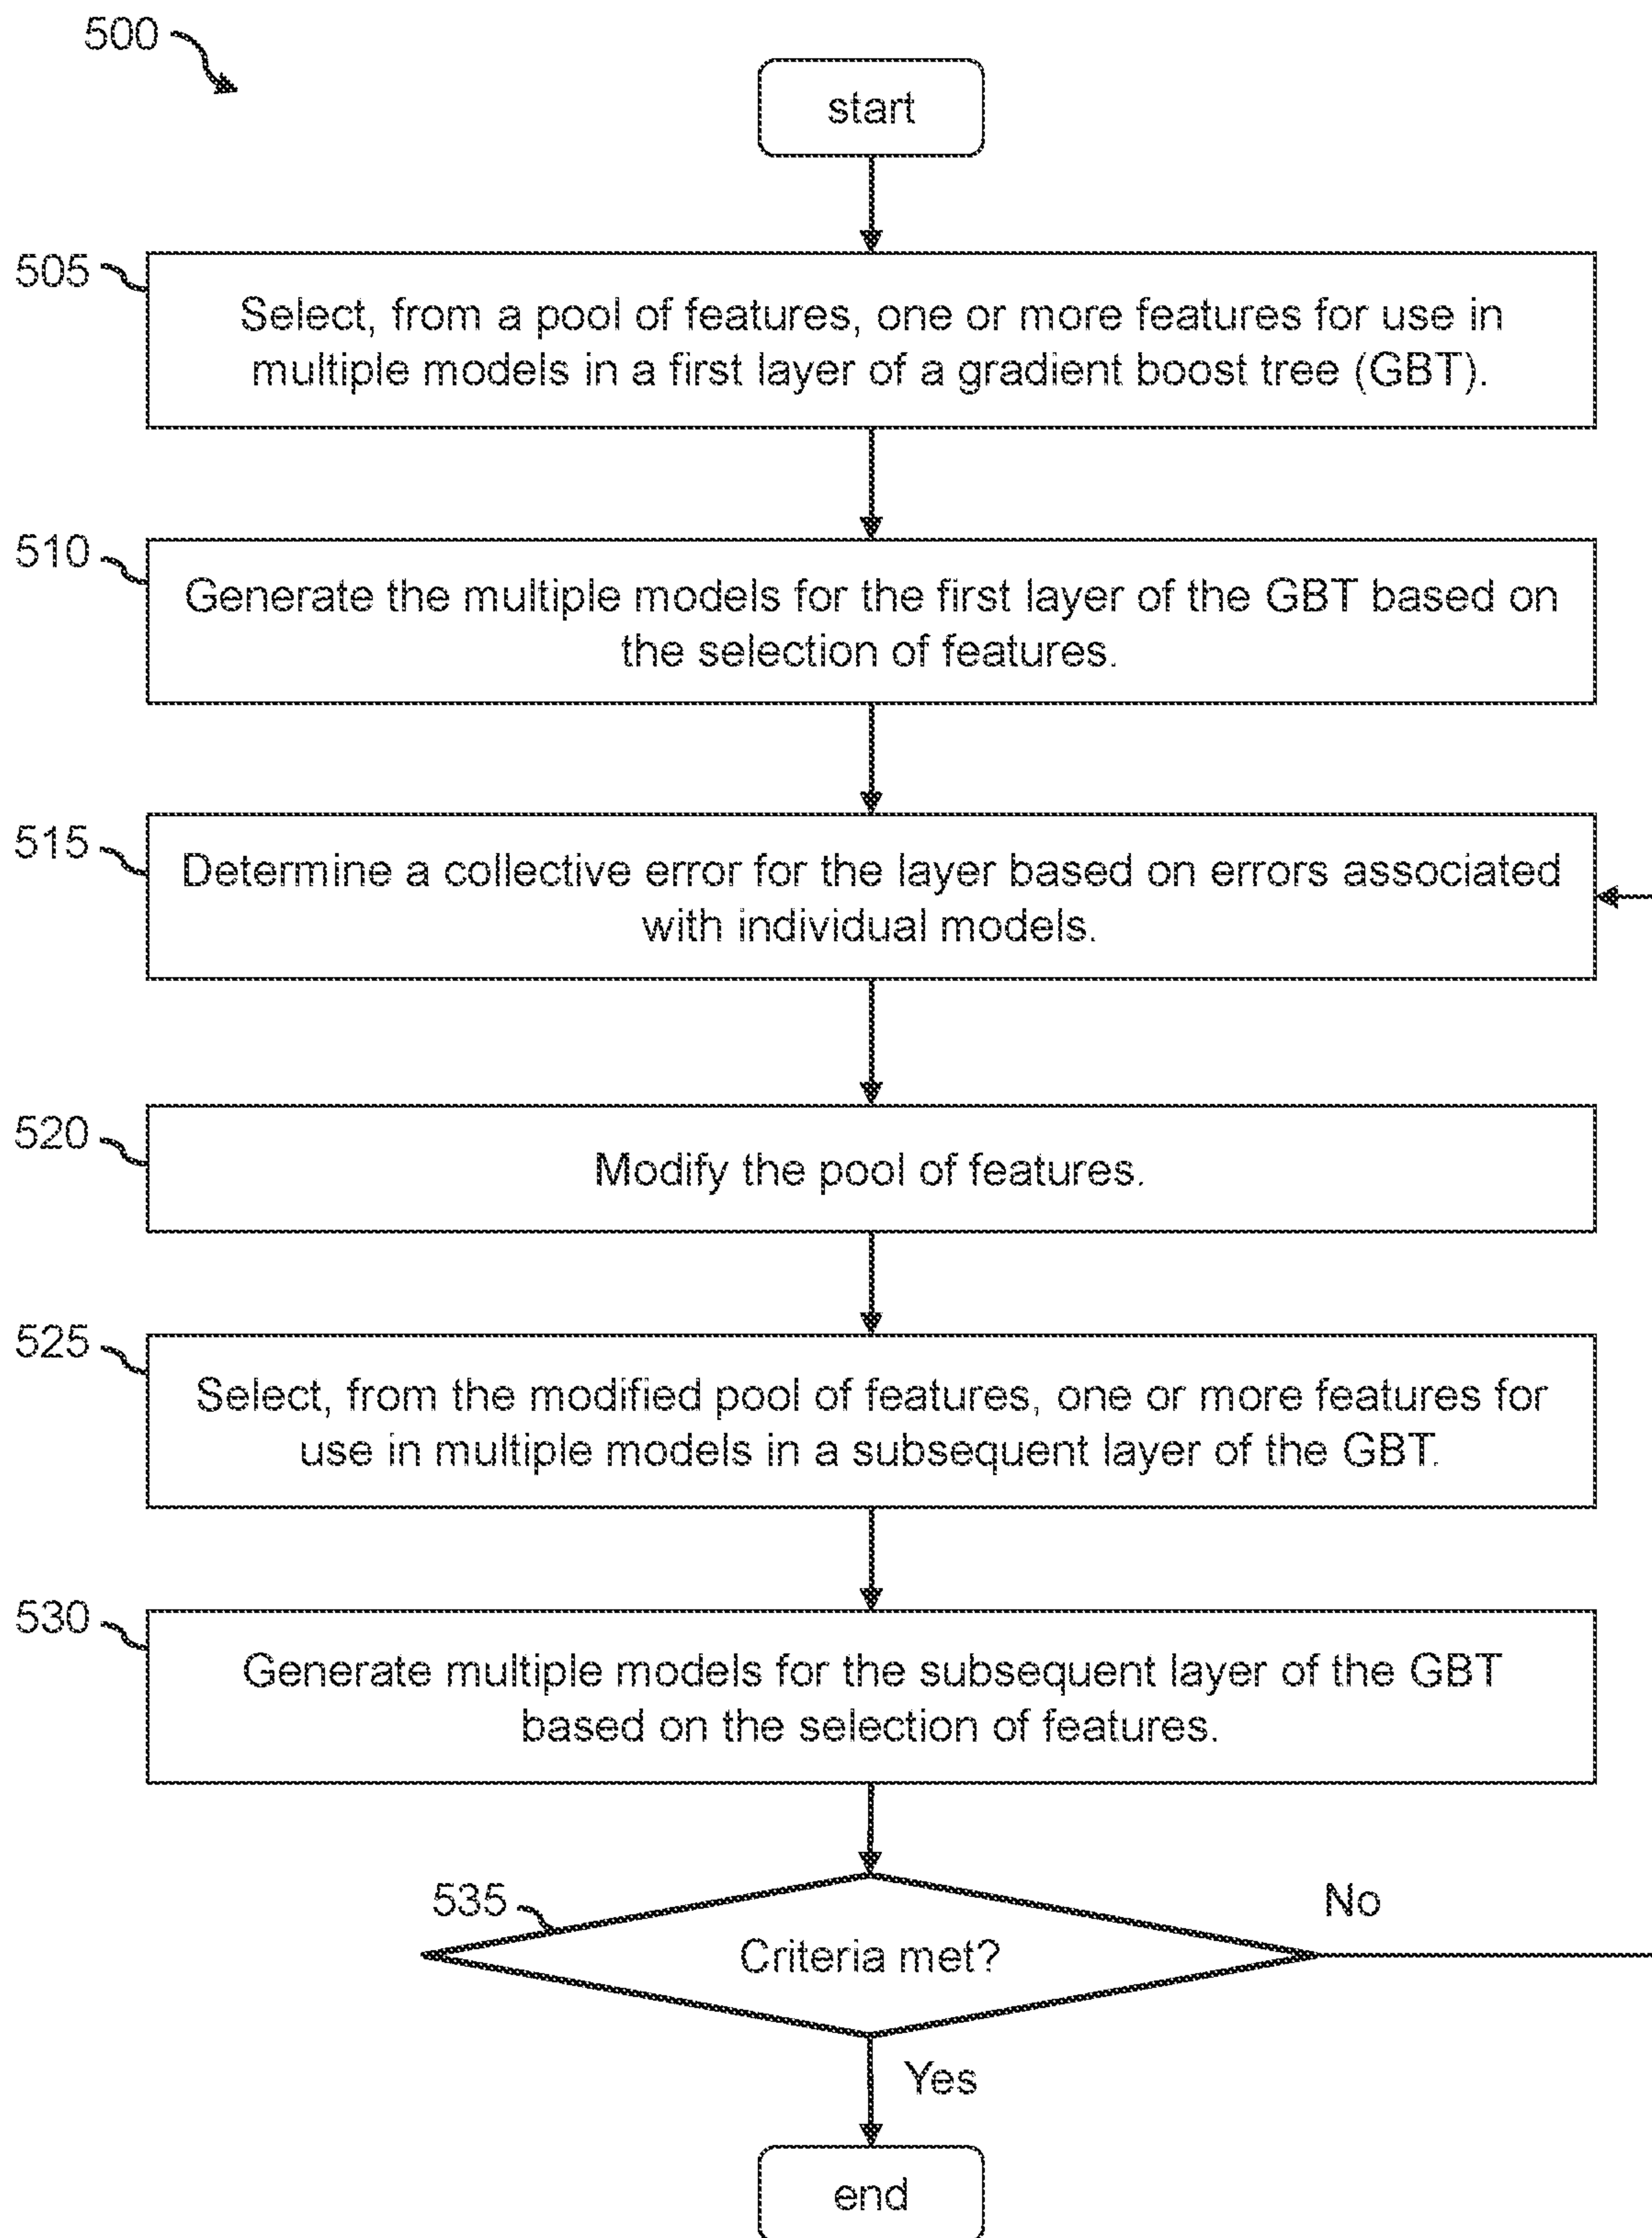 500
start
505
Select, from a pool of features, one or more features for use in
multiple models in a first layer of a gradient boost tree (GBT).
510
Generate the multiple models for the first layer of the GBT based on
the selection of features.
515
Determine a collective error for the layer based on errors associated
with individual models.
520
Modify the pool of features.
525
Select, from the modified pool of features, one or more features for
use in multiple models in a subsequent layer of the GBT.
530
Generate multiple models for the subsequent layer of the GBT
based on the selection of features.
535
No
Criteria met?
Yes
end